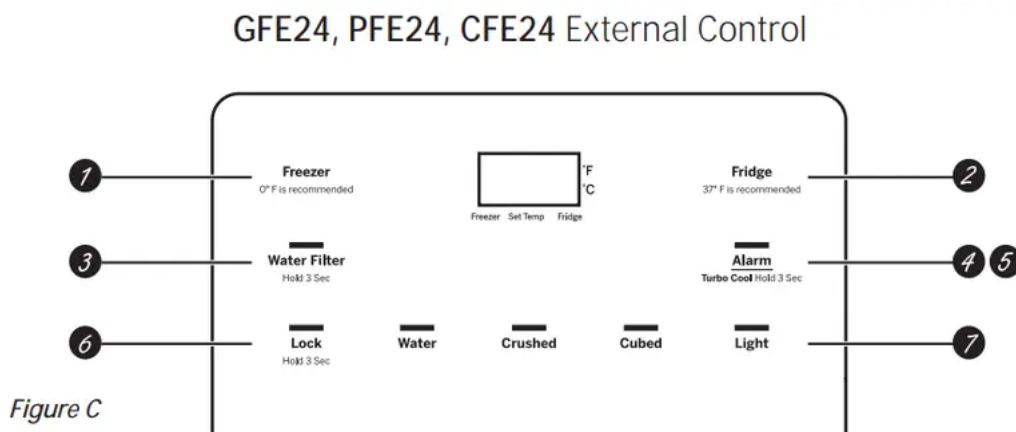 GFE24, PFE24, CFE24 External Control
1
Freezer
0° F is recommended
°F
°C
Freezer Set Temp Fridge
Fridge
37° F is recommended
2
3
Water Filter
Hold 3 Sec
Alarm
Turbo Cool Hold 3 Sec
4 5
6
Lock
Hold 3 Sec
Water
Crushed
Cubed
Light
7
Figure C